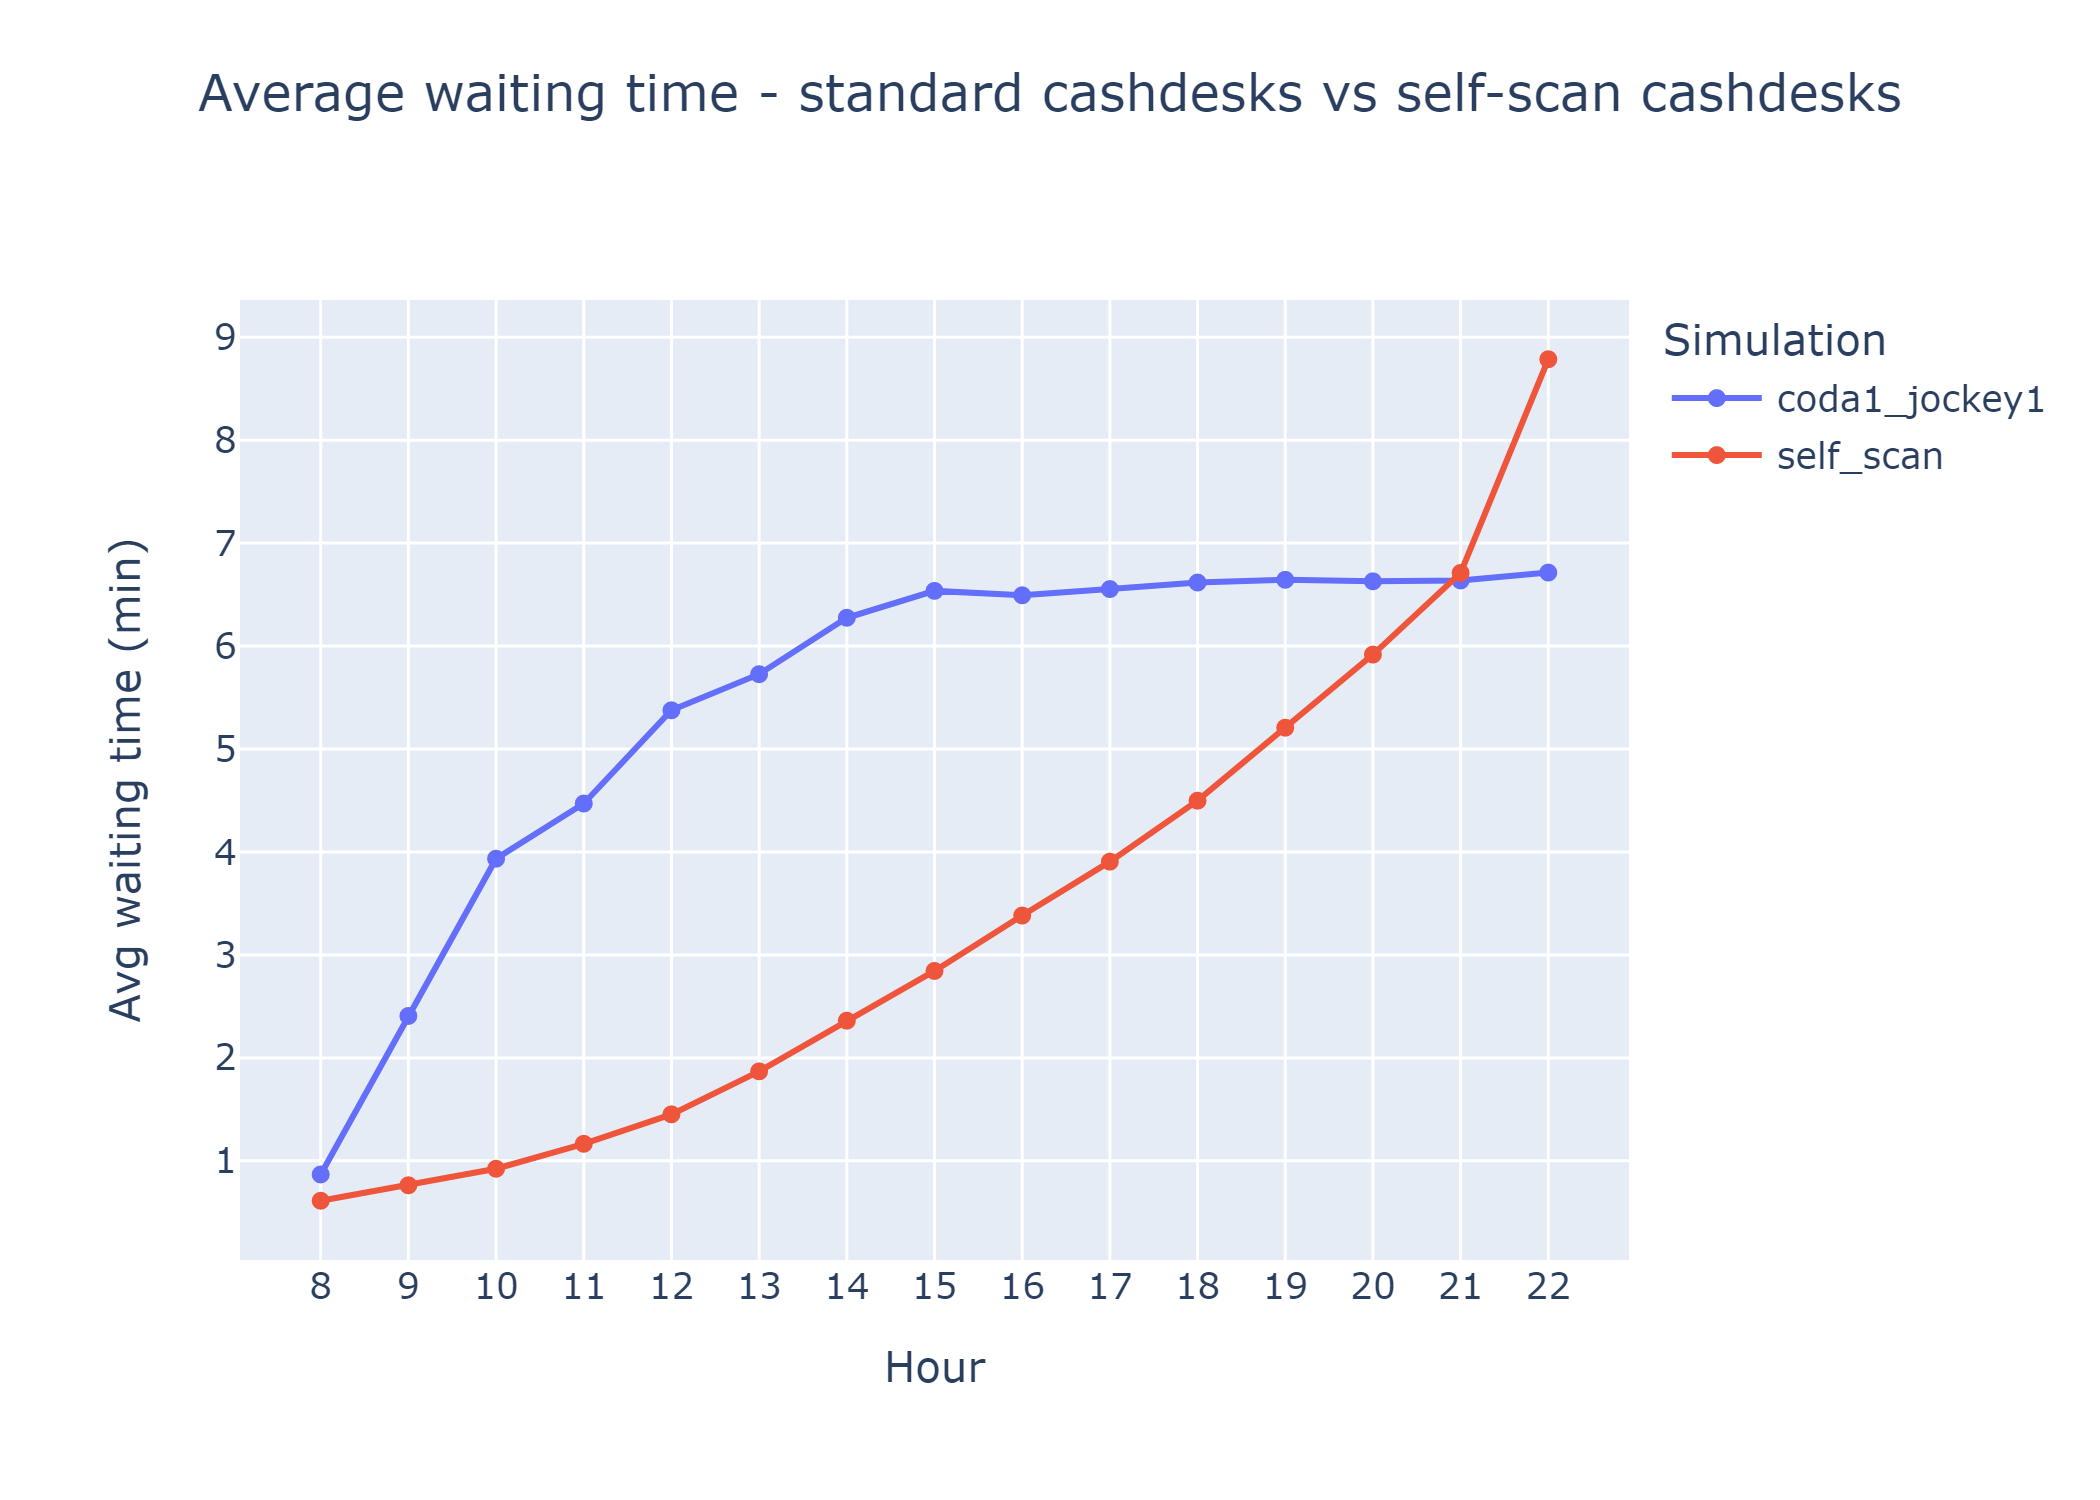 Average waiting time - standard cashdesks vs self-scan cashdesks
Simulation
coda1_jockey1
self_scan
Avg waiting time (min)
9
8
7
6
5
4
3
2
1
8 9 10 11 12 13 14 15 16 17 18 19 20 21 22
Hour